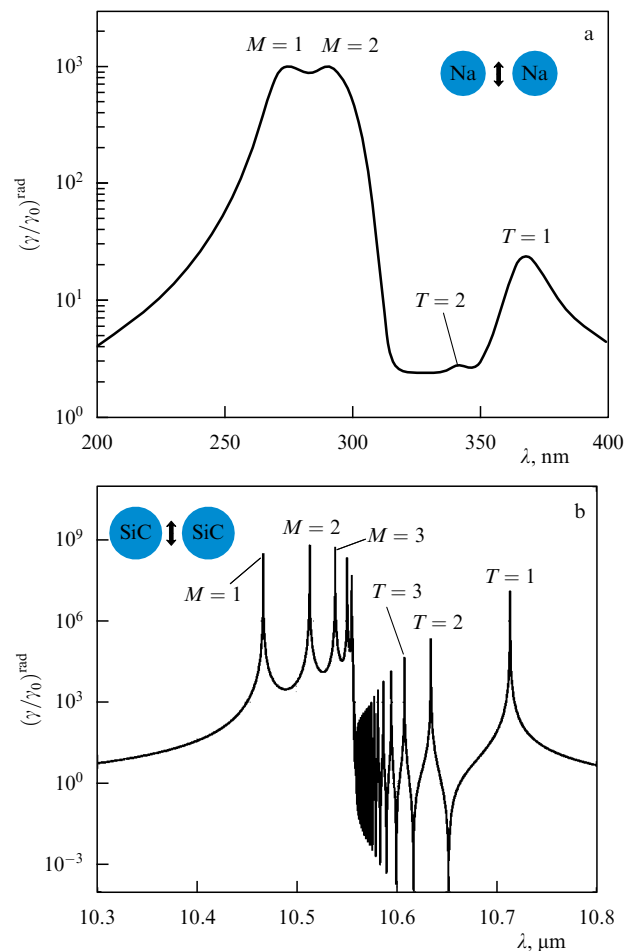 a
M = 1 M = 2
Na Na
10³
10²
10¹
10⁰
(γ/γ₀)ʳᵃᵈ
T = 1
T = 2
200 250 300 350 400
λ, nm
b
SiC SiC
M = 2
M = 3
M = 1
T = 1
T = 3
T = 2
10⁹
10⁶
10³
10⁰
10⁻³
(γ/γ₀)ʳᵃᵈ
10.3 10.4 10.5 10.6 10.7 10.8
λ, μm